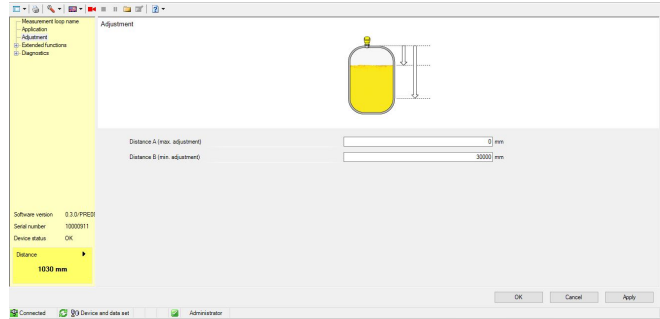 Measurement loop name
Application
Adjustment
Extended functions
Diagnostics
Adjustment
Distance A (max. adjustment)
0 mm
Distance B (min. adjustment)
30000 mm
Software version 0.3.0/PRE0
Serial number 10000911
Device status OK
Distance
1030 mm
OK Cancel Apply
Connected Device and data set Administrator